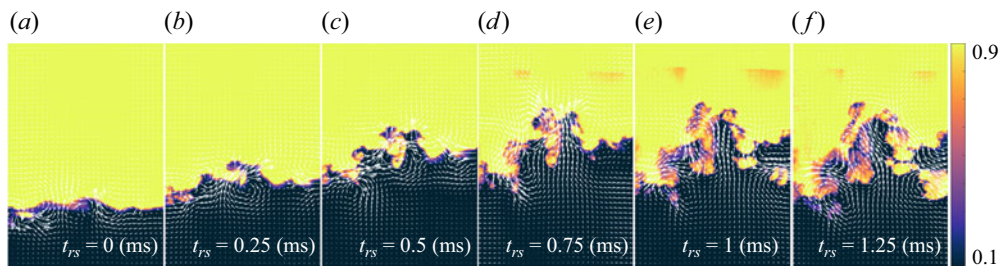 (a) (b) (c) (d) (e) (f)
0.9
t_rs = 0 (ms) t_rs = 0.25 (ms) t_rs = 0.5 (ms) t_rs = 0.75 (ms) t_rs = 1 (ms) t_rs = 1.25 (ms)
0.1